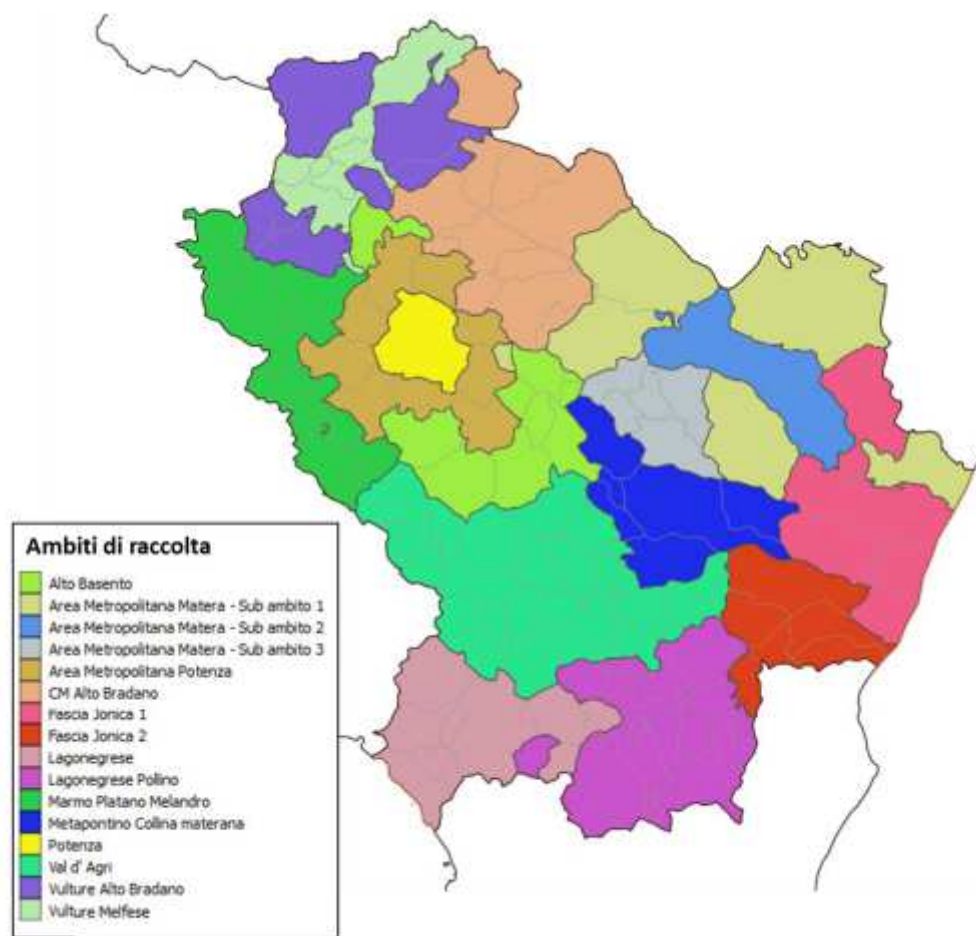 Ambiti di raccolta
Alto Basento
Area Metropolitana Matera - Sub ambito 1
Area Metropolitana Matera - Sub ambito 2
Area Metropolitana Matera - Sub ambito 3
Area Metropolitana Potenza
CM Alto Bradano
Fascia Jonica 1
Fascia Jonica 2
Lagonegrese
Lagonegrese Pollino
Marmo Platano Melandro
Metapontino Collina materana
Potenza
Val d' Agri
Vulture Alto Bradano
Vulture Melfese